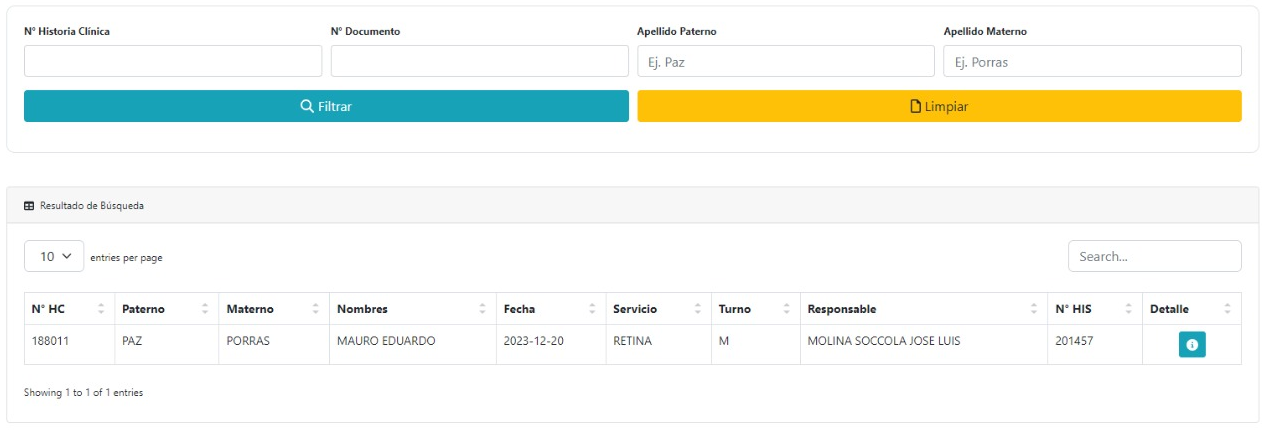 N° Historia Clínica N° Documento Apellido Paterno Apellido Materno
Ej. Paz Ej. Porras
Filtrar Limpiar
Resultado de Búsqueda
10 entries per page Search...
N° HC Paterno Materno Nombres Fecha Servicio Turno Responsable N° HIS Detalle
188011 PAZ PORRAS MAURO EDUARDO 2023-12-20 RETINA M MOLINA SOCCOLA JOSE LUIS 201457
Showing 1 to 1 of 1 entries